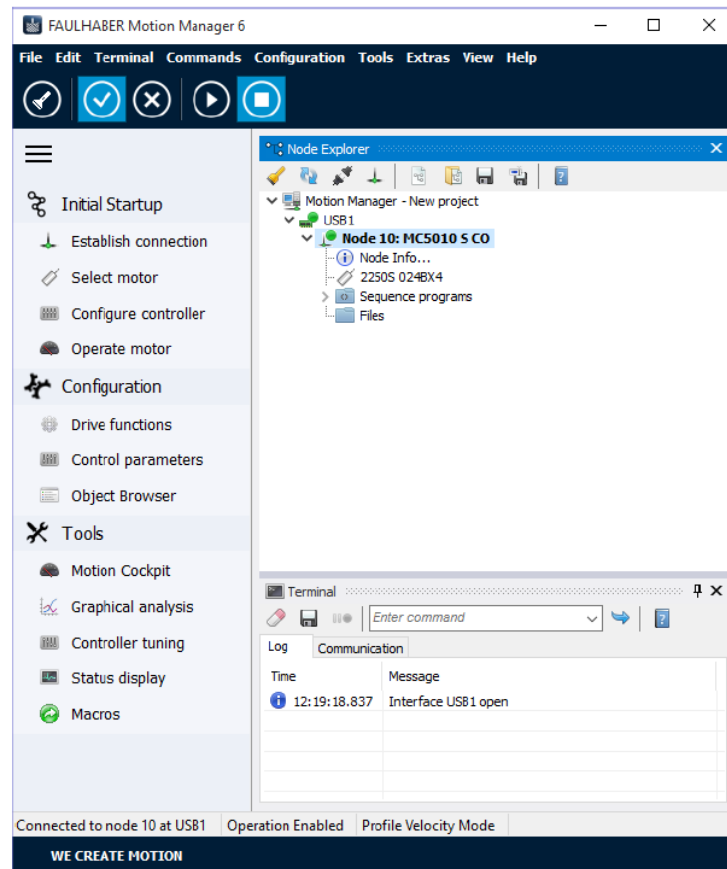 FAULHABER Motion Manager 6
File Edit Terminal Commands Configuration Tools Extras View Help
Node Explorer
Motion Manager - New project
USB1
Node 10: MC5010 S CO
Node Info...
2250S 024BX4
Sequence programs
Files
Initial Startup
Establish connection
Select motor
Configure controller
Operate motor
Configuration
Drive functions
Control parameters
Object Browser
Tools
Motion Cockpit
Graphical analysis
Controller tuning
Status display
Macros
Terminal
Enter command
Log Communication
Time Message
12:19:18.837 Interface USB1 open
Connected to node 10 at USB1 Operation Enabled Profile Velocity Mode
WE CREATE MOTION